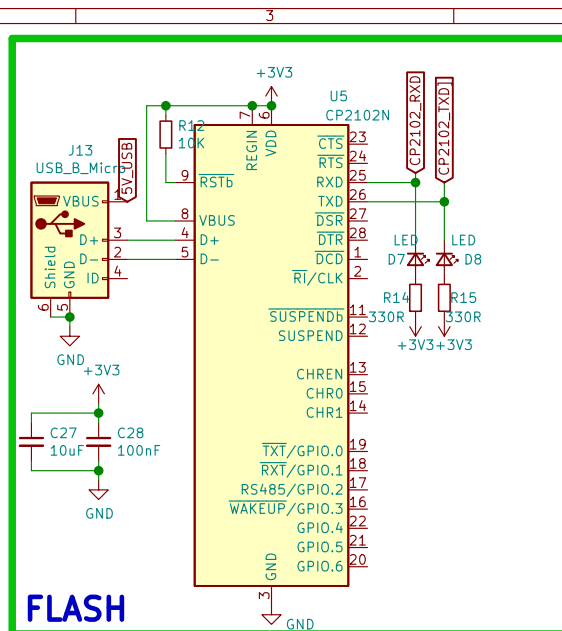 3
+3V3
U5
CP2102N
CP2102_RXD
CP2102_TXD
R12
10K
7
REGIN
6
VDD
J13
USB_B_Micro
5V_USB
VBUS 1
D+ 3
D- 2
ID 4
Shield
GND
6
5
GND
9 RSTb
8 VBUS
4 D+
5 D-
CTS 23
RTS 24
RXD 25
TXD 26
DSR 27
DTR 28
DCD 1
RI/CLK 2
SUSPENDb 11
SUSPEND 12
CHREN 13
CHR0 15
CHR1 14
TXT/GPIO.0 19
RXT/GPIO.1 18
RS485/GPIO.2 17
WAKEUP/GPIO.3 16
GPIO.4 22
GPIO.5 21
GPIO.6 20
LED
D7
LED
D8
R14
330R
R15
330R
+3V3
+3V3
+3V3
C27
10uF
C28
100nF
GND
GND
3
GND
FLASH